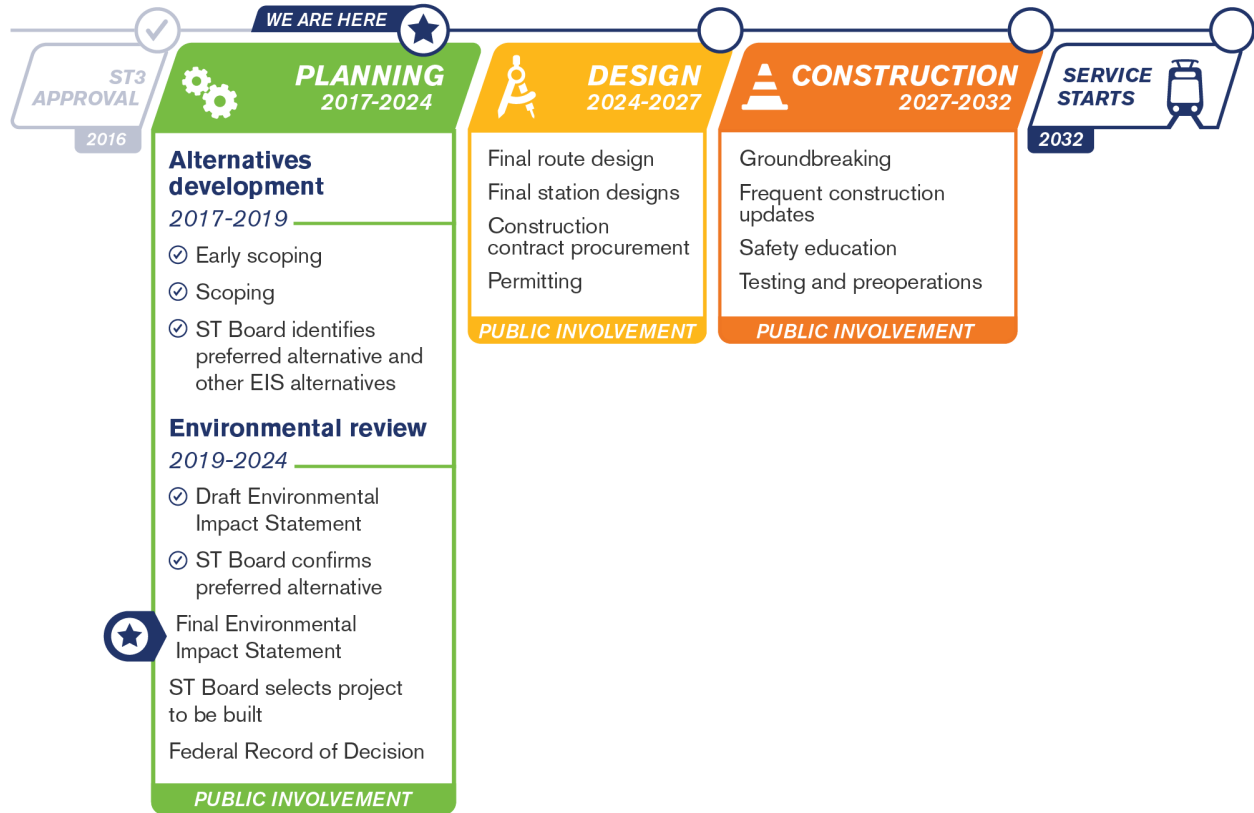 WE ARE HERE
ST3
APPROVAL
2016
PLANNING
2017-2024
Alternatives
development
2017-2019
Early scoping
Scoping
ST Board identifies
preferred alternative and
other EIS alternatives
Environmental review
2019-2024
Draft Environmental
Impact Statement
ST Board confirms
preferred alternative
Final Environmental
Impact Statement
ST Board selects project
to be built
Federal Record of Decision
PUBLIC INVOLVEMENT
DESIGN
2024-2027
Final route design
Final station designs
Construction
contract procurement
Permitting
PUBLIC INVOLVEMENT
CONSTRUCTION
2027-2032
Groundbreaking
Frequent construction
updates
Safety education
Testing and preoperations
PUBLIC INVOLVEMENT
SERVICE
STARTS
2032